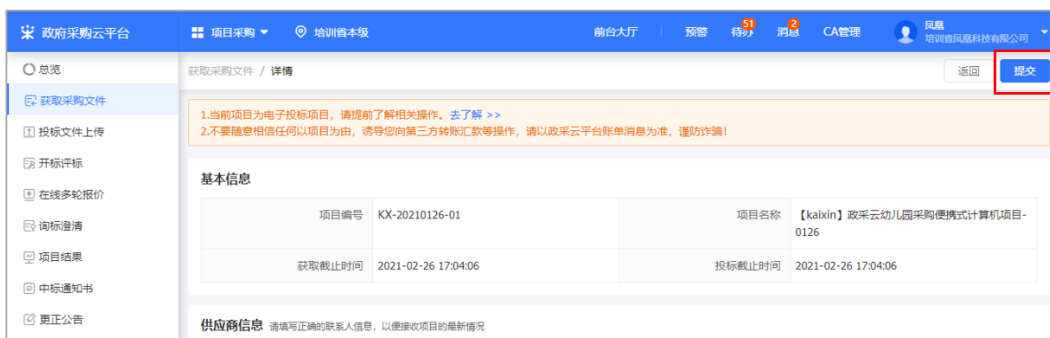 政府采购云平台 项目采购 培训省本级 前台大厅 预警 待办 51 消息 2 CA管理 凤凰
培训省凤凰科技有限公司
总览
获取采购文件 / 详情 返回 提交
获取采购文件
投标文件上传
开标评标
在线多轮报价
询标澄清
项目结果
中标通知书
更正公告
1.当前项目为电子投标项目，请提前了解相关操作。去了解 >>
2.不要随意相信任何以项目为由，诱导您向第三方转账汇款等操作，请以政采云平台账单消息为准，谨防诈骗！
基本信息
项目编号 KX-20210126-01 项目名称 【kaixin】政采云幼儿园采购便携式计算机项目-
0126
获取截止时间 2021-02-26 17:04:06 投标截止时间 2021-02-26 17:04:06
供应商信息 请填写正确的联系人信息，以便接收项目的最新情况